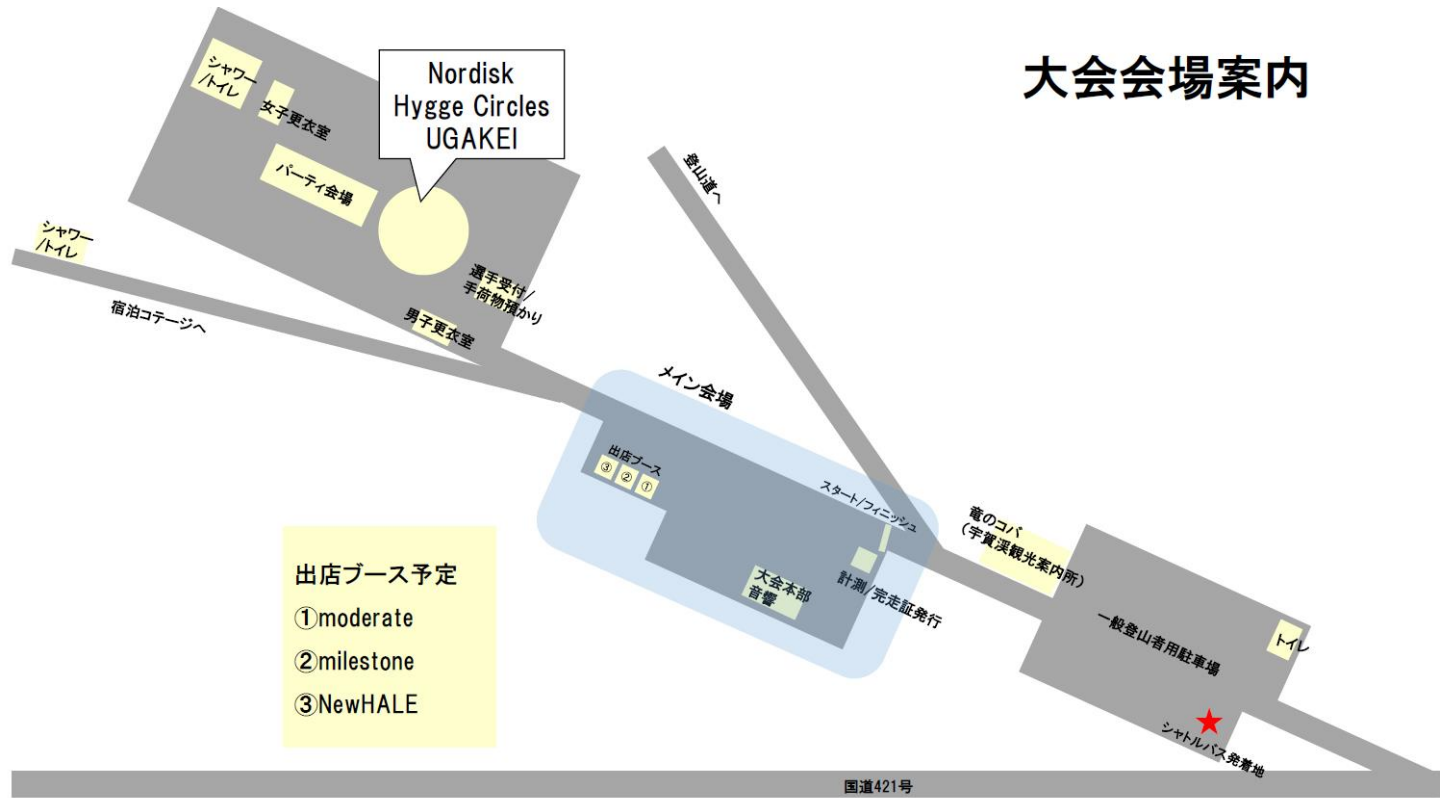 大会会場案内
Nordisk
Hygge Circles
UGAKEI
シャワー
/トイレ
女子更衣室
パーティ会場
登山道へ
シャワー
/トイレ
宿泊コテージへ
選手受付/
手荷物預かり
男子更衣室
メイン会場
出店ブース
③
②
①
スタート/フィニッシュ
竜のコバ
(宇賀渓観光案内所)
大会本部
音響
計測/完走証発行
一般登山者用駐車場
トイレ
シャトルバス発着地
出店ブース予定
①moderate
②milestone
③NewHALE
国道421号